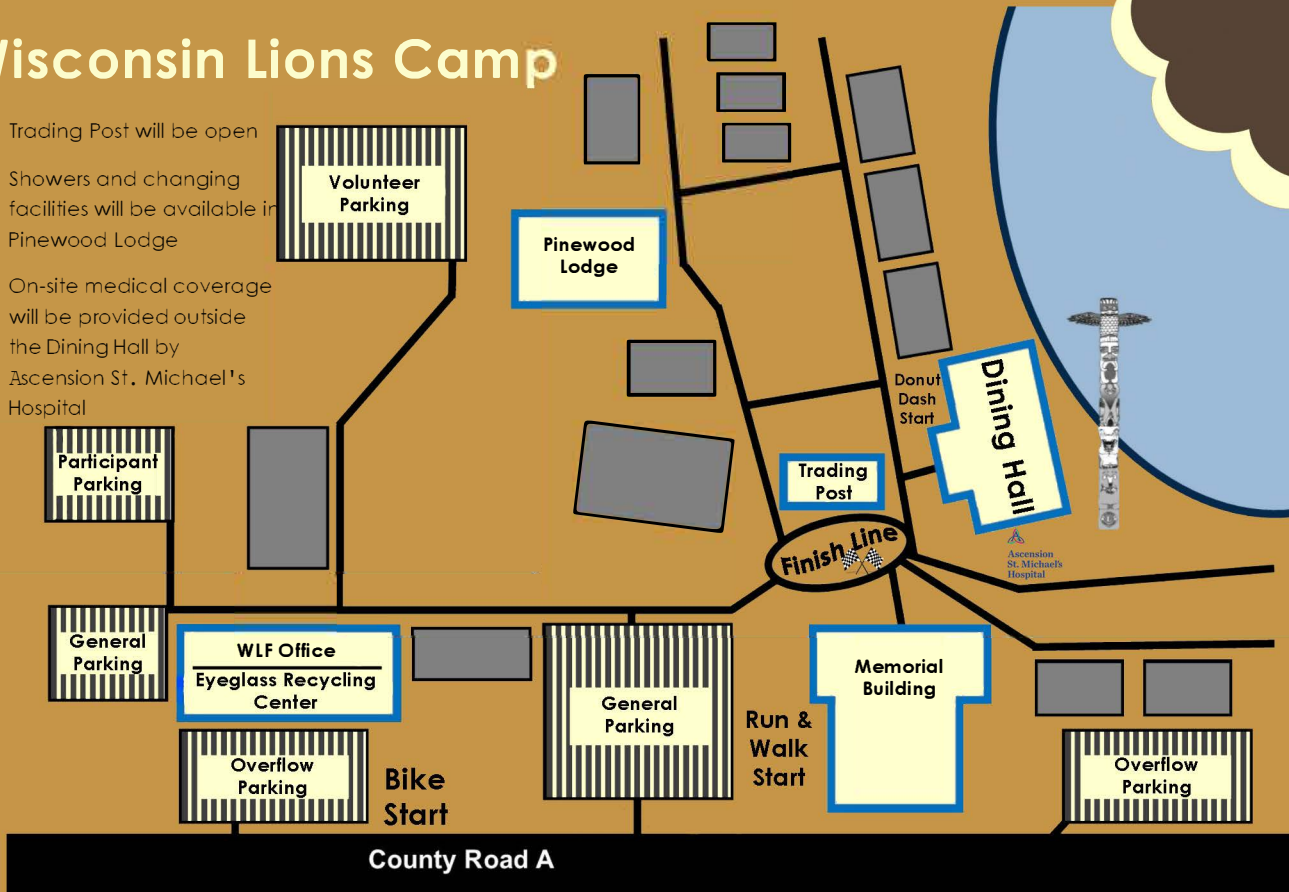 Wisconsin Lions Camp
Trading Post will be open
Showers and changing
facilities will be available in
Pinewood Lodge
On-site medical coverage
will be provided outside
the Dining Hall by
Ascension St. Michael's
Hospital
Volunteer
Parking
Pinewood
Lodge
Participant
Parking
Donut
Dash
Start
Dining Hall
Trading
Post
Finish Line
Ascension
St. Michael's
Hospital
General
Parking
WLF Office
Eyeglass Recycling
Center
General
Parking
Memorial
Building
Run &
Walk
Start
Overflow
Parking
Bike
Start
Overflow
Parking
County Road A